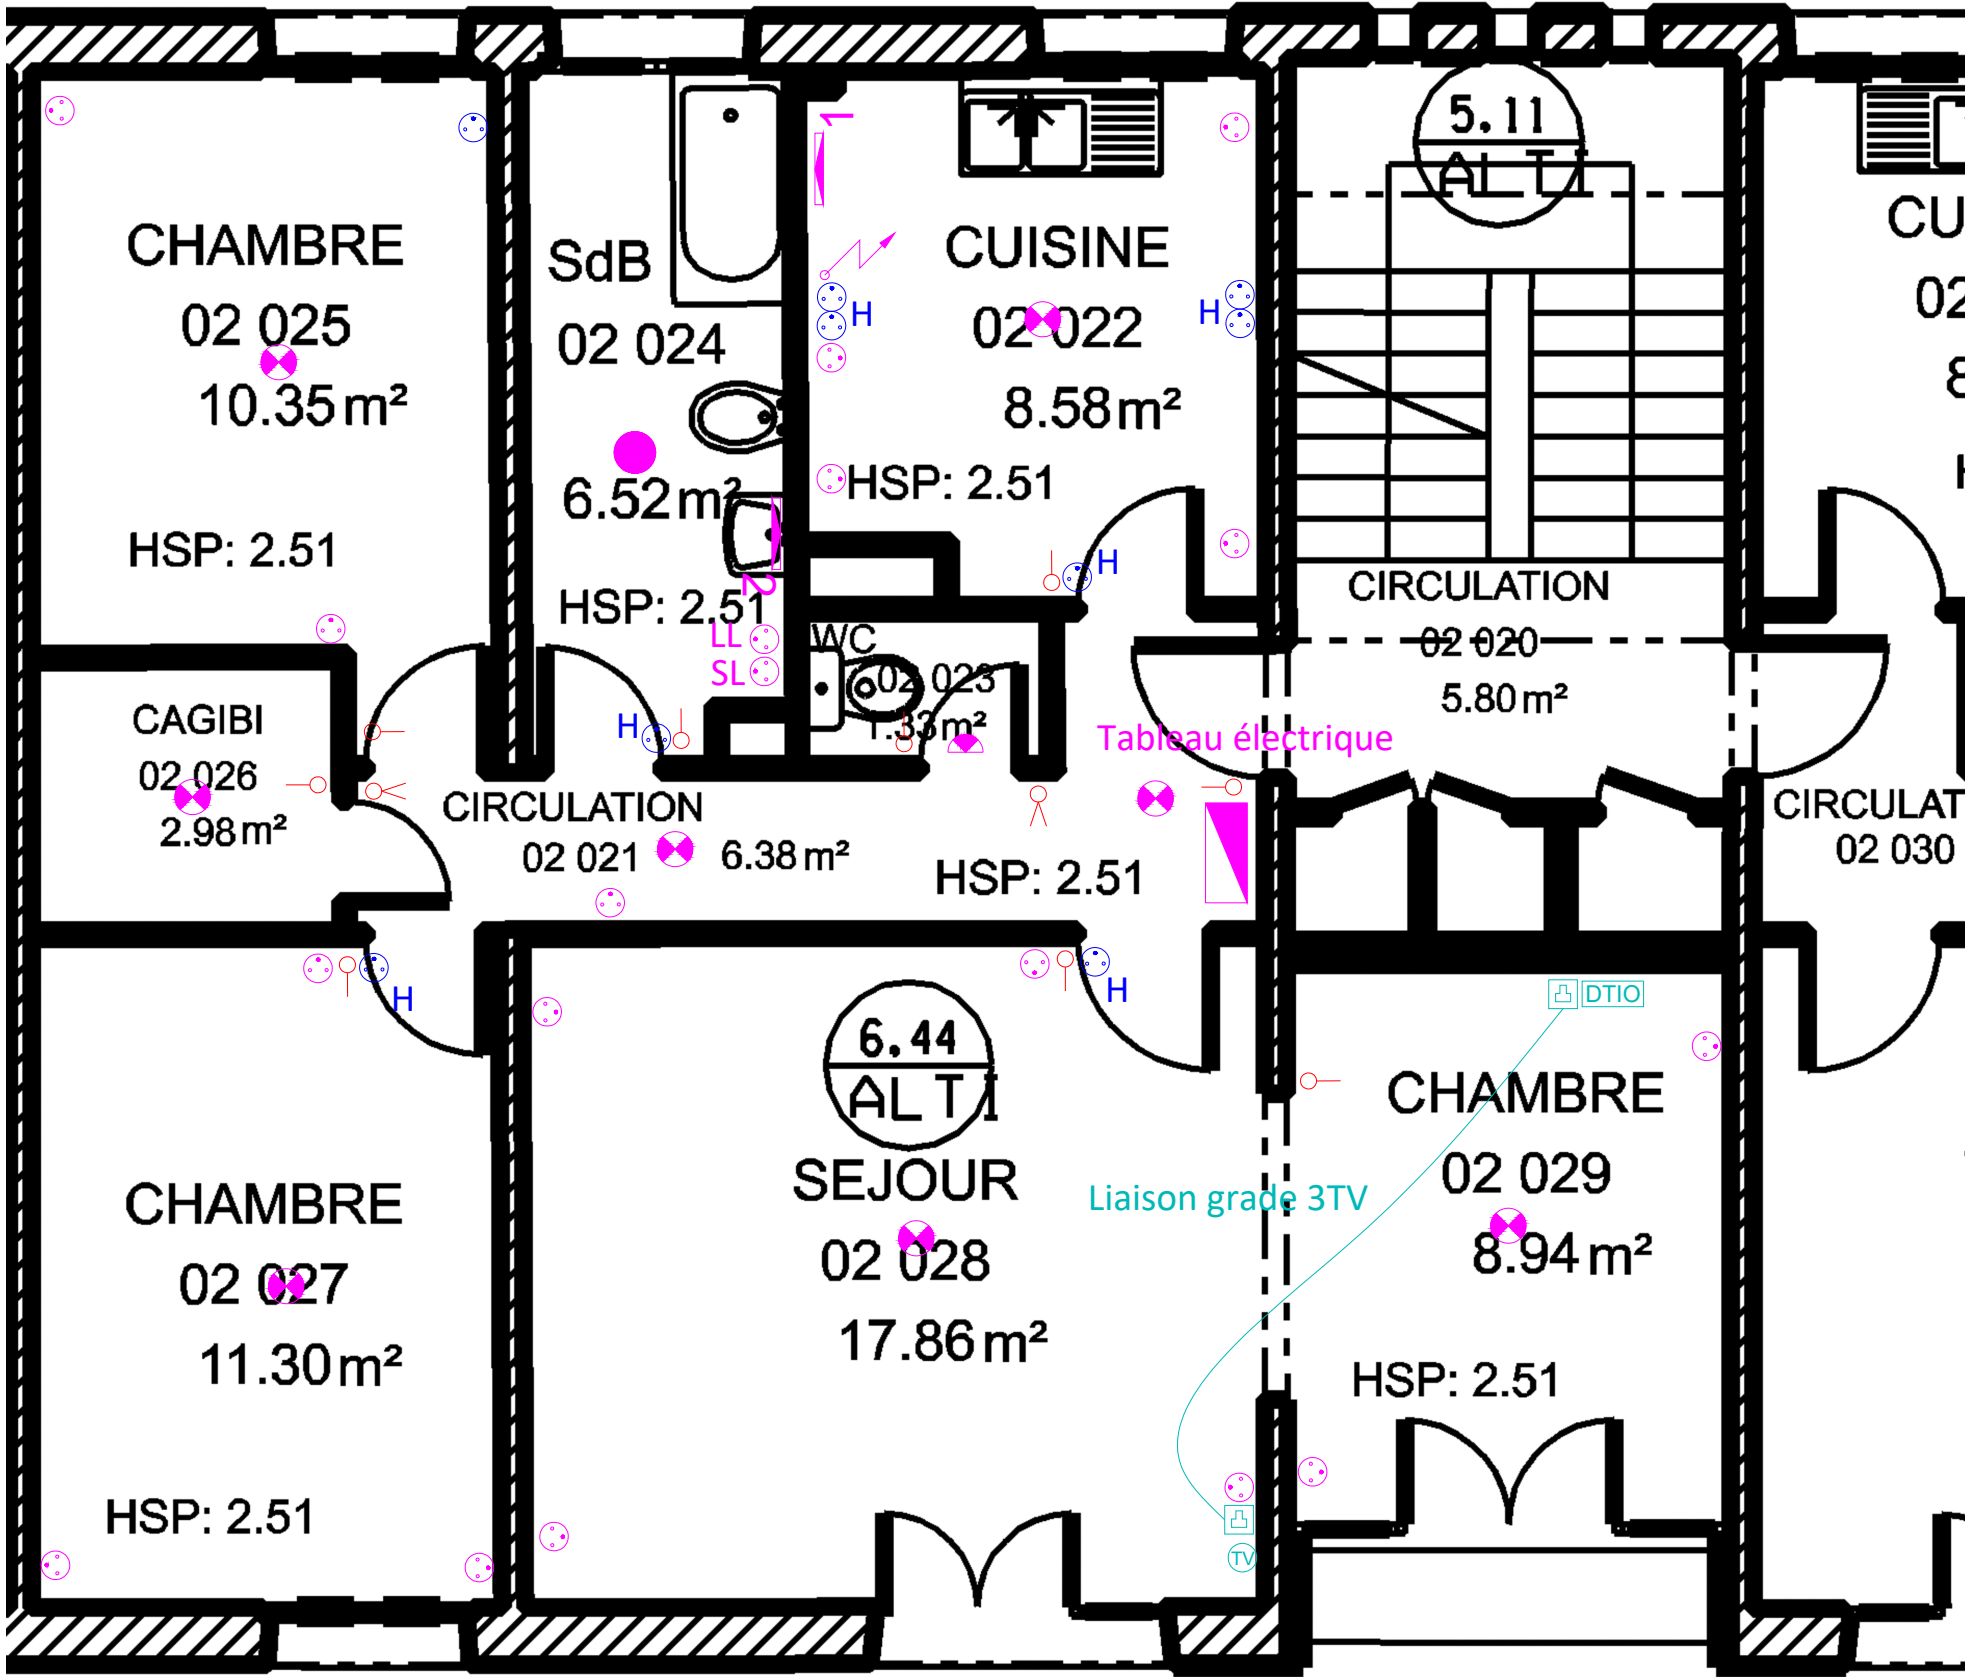 5.11
ALTI
1
CHAMBRE
02 025
10.35 m²
HSP: 2.51
SdB
02 024
6.52 m²
HSP: 2.51
2
LL
SL
H
CUISINE
02 022
8.58 m²
HSP: 2.51
H
H
H
CU
02
8
CIRCULATION
02 020
5.80 m²
WC
02 023
1.33 m²
Tableau électrique
CAGIBI
02 026
2.98 m²
CIRCULATION
02 021
6.38 m²
HSP: 2.51
CIRCULAT
02 030
H
H
DTIO
6.44
ALTI
SEJOUR
02 028
17.86 m²
CHAMBRE
02 029
8.94 m²
HSP: 2.51
Liaison grade 3TV
CHAMBRE
02 027
11.30 m²
HSP: 2.51
TV